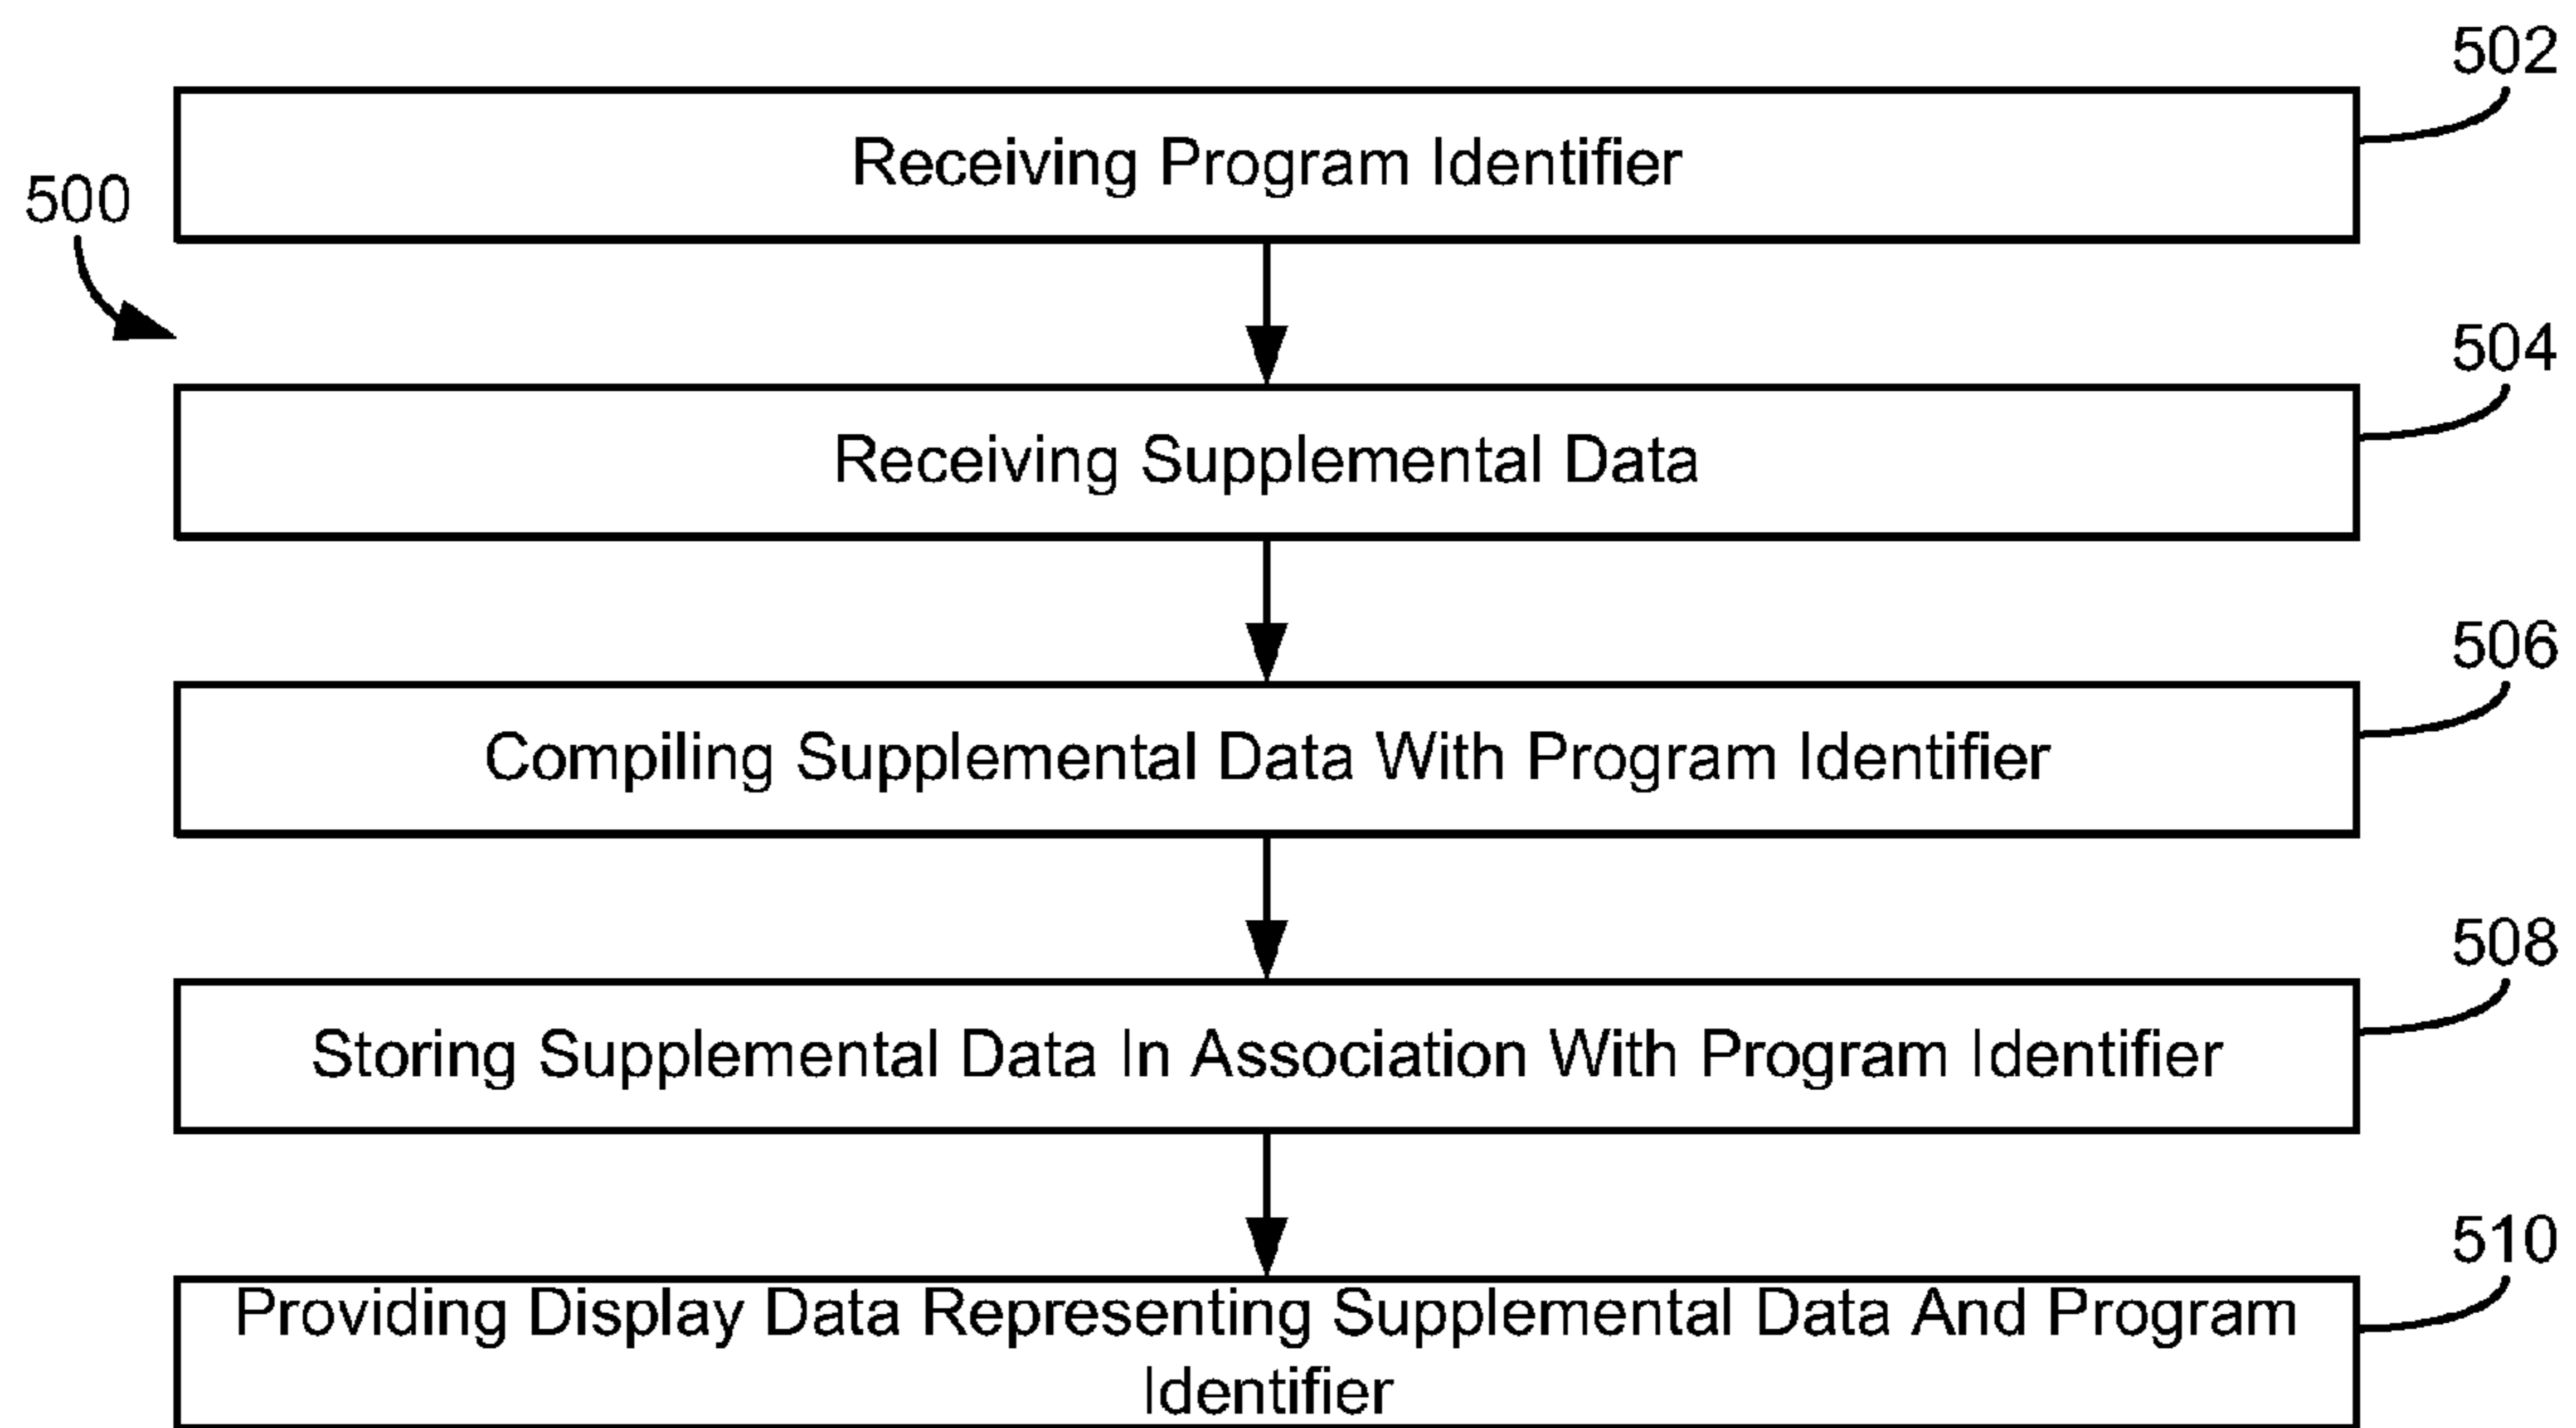 502
Receiving Program Identifier
500
504
Receiving Supplemental Data
506
Compiling Supplemental Data With Program Identifier
508
Storing Supplemental Data In Association With Program Identifier
510
Providing Display Data Representing Supplemental Data And Program
Identifier